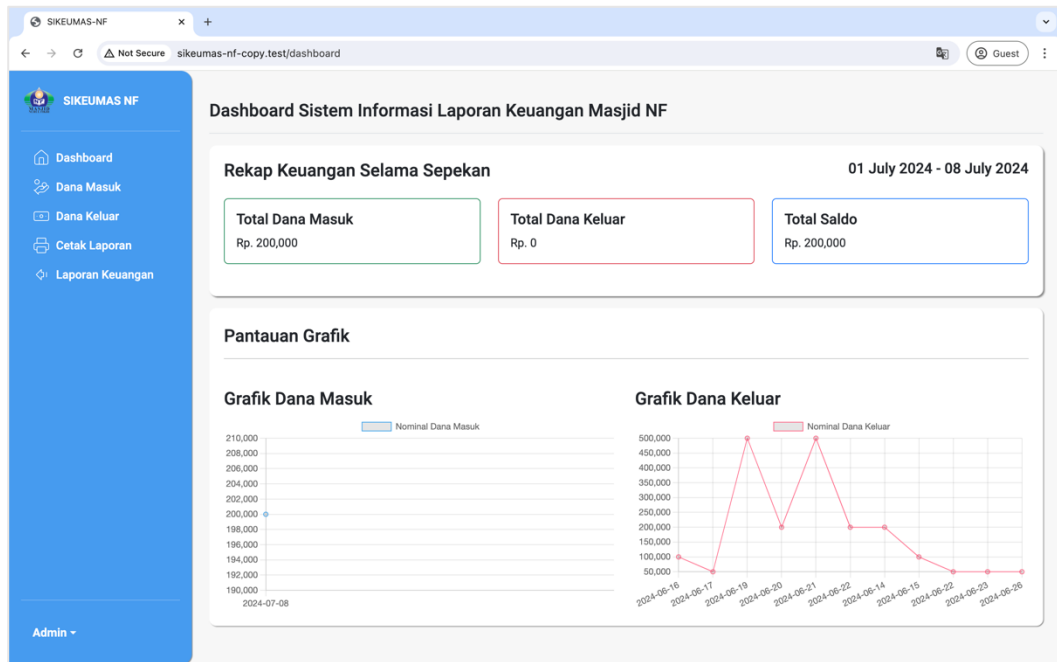 SIKEUMAS-NF
Not Secure sikeumas-nf-copy.test/dashboard
Guest
SIKEUMAS NF
Dashboard
Dana Masuk
Dana Keluar
Cetak Laporan
Laporan Keuangan
Admin
Dashboard Sistem Informasi Laporan Keuangan Masjid NF
Rekap Keuangan Selama Sepekan
01 July 2024 - 08 July 2024
Total Dana Masuk
Rp. 200,000
Total Dana Keluar
Rp. 0
Total Saldo
Rp. 200,000
Pantauan Grafik
Grafik Dana Masuk
Nominal Dana Masuk
210,000
208,000
206,000
204,000
202,000
200,000
198,000
196,000
194,000
192,000
190,000
2024-07-08
Grafik Dana Keluar
Nominal Dana Keluar
500,000
450,000
400,000
350,000
300,000
250,000
200,000
150,000
100,000
50,000
2024-06-16
2024-06-17
2024-06-19
2024-06-20
2024-06-21
2024-06-22
2024-06-14
2024-06-15
2024-06-22
2024-06-23
2024-06-26